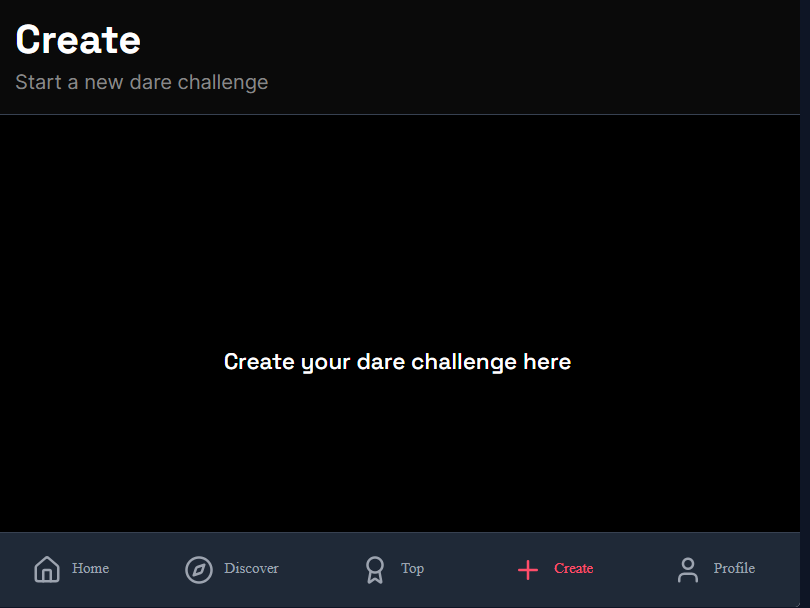 Create
Start a new dare challenge
Create your dare challenge here
Home
Discover
Top
Create
Profile